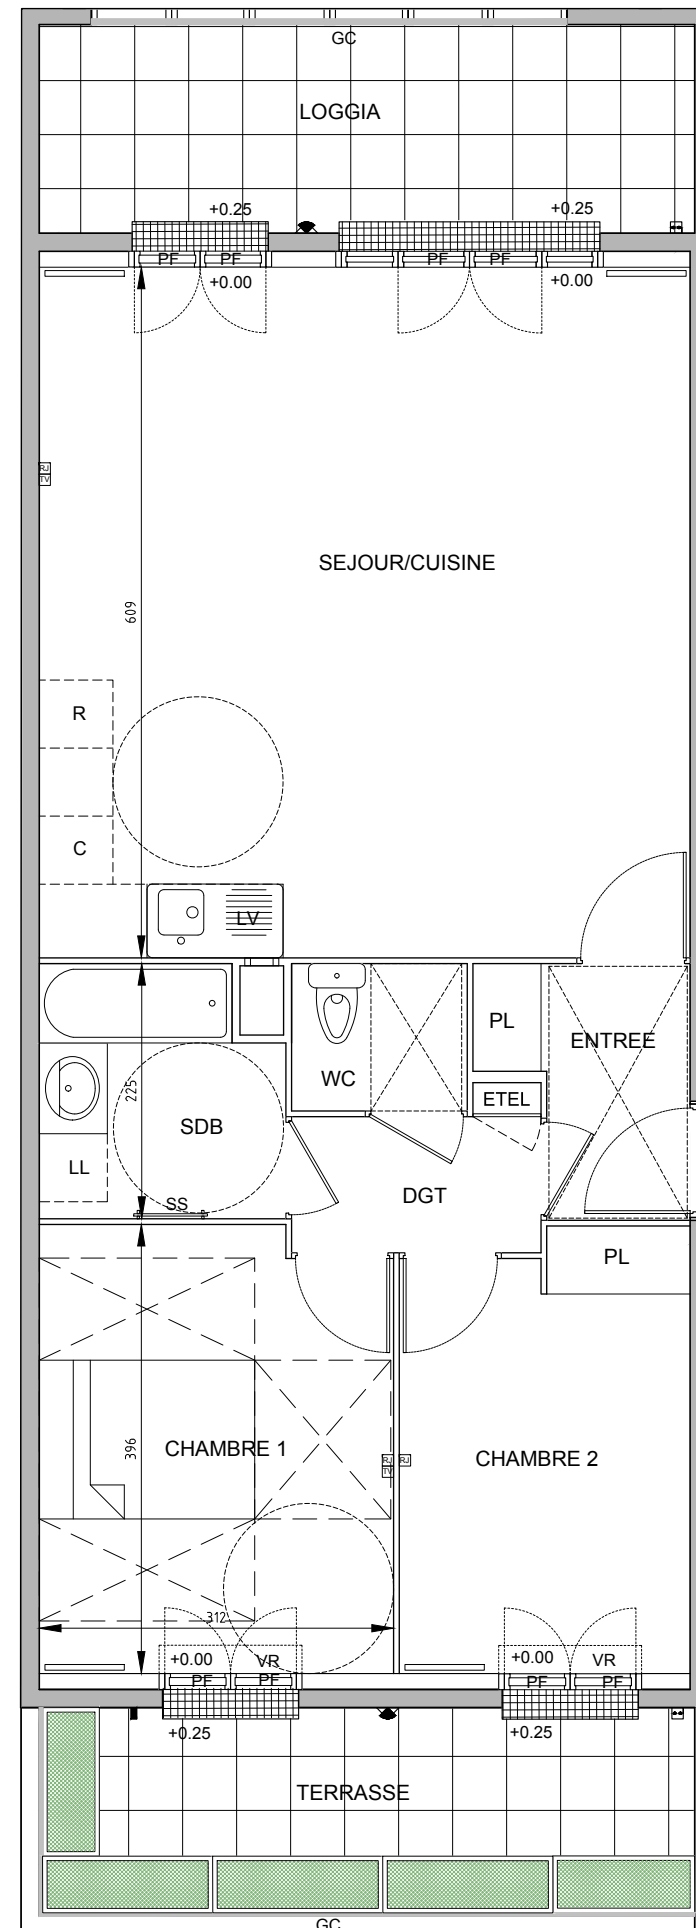 GC
LOGGIA
+0.25 +0.25
PF PF PF PF
+0.00 +0.00
RJ
TV
SEJOUR/CUISINE
609
R
C
LV
PL
ENTREE
WC
ETEL
225
SDB
LL
DGT
SS
PL
396
CHAMBRE 1
RJ RJ
TV
CHAMBRE 2
312
+0.00 VR +0.00 VR
PF PF PF PF
+0.25 +0.25
TERRASSE
GC